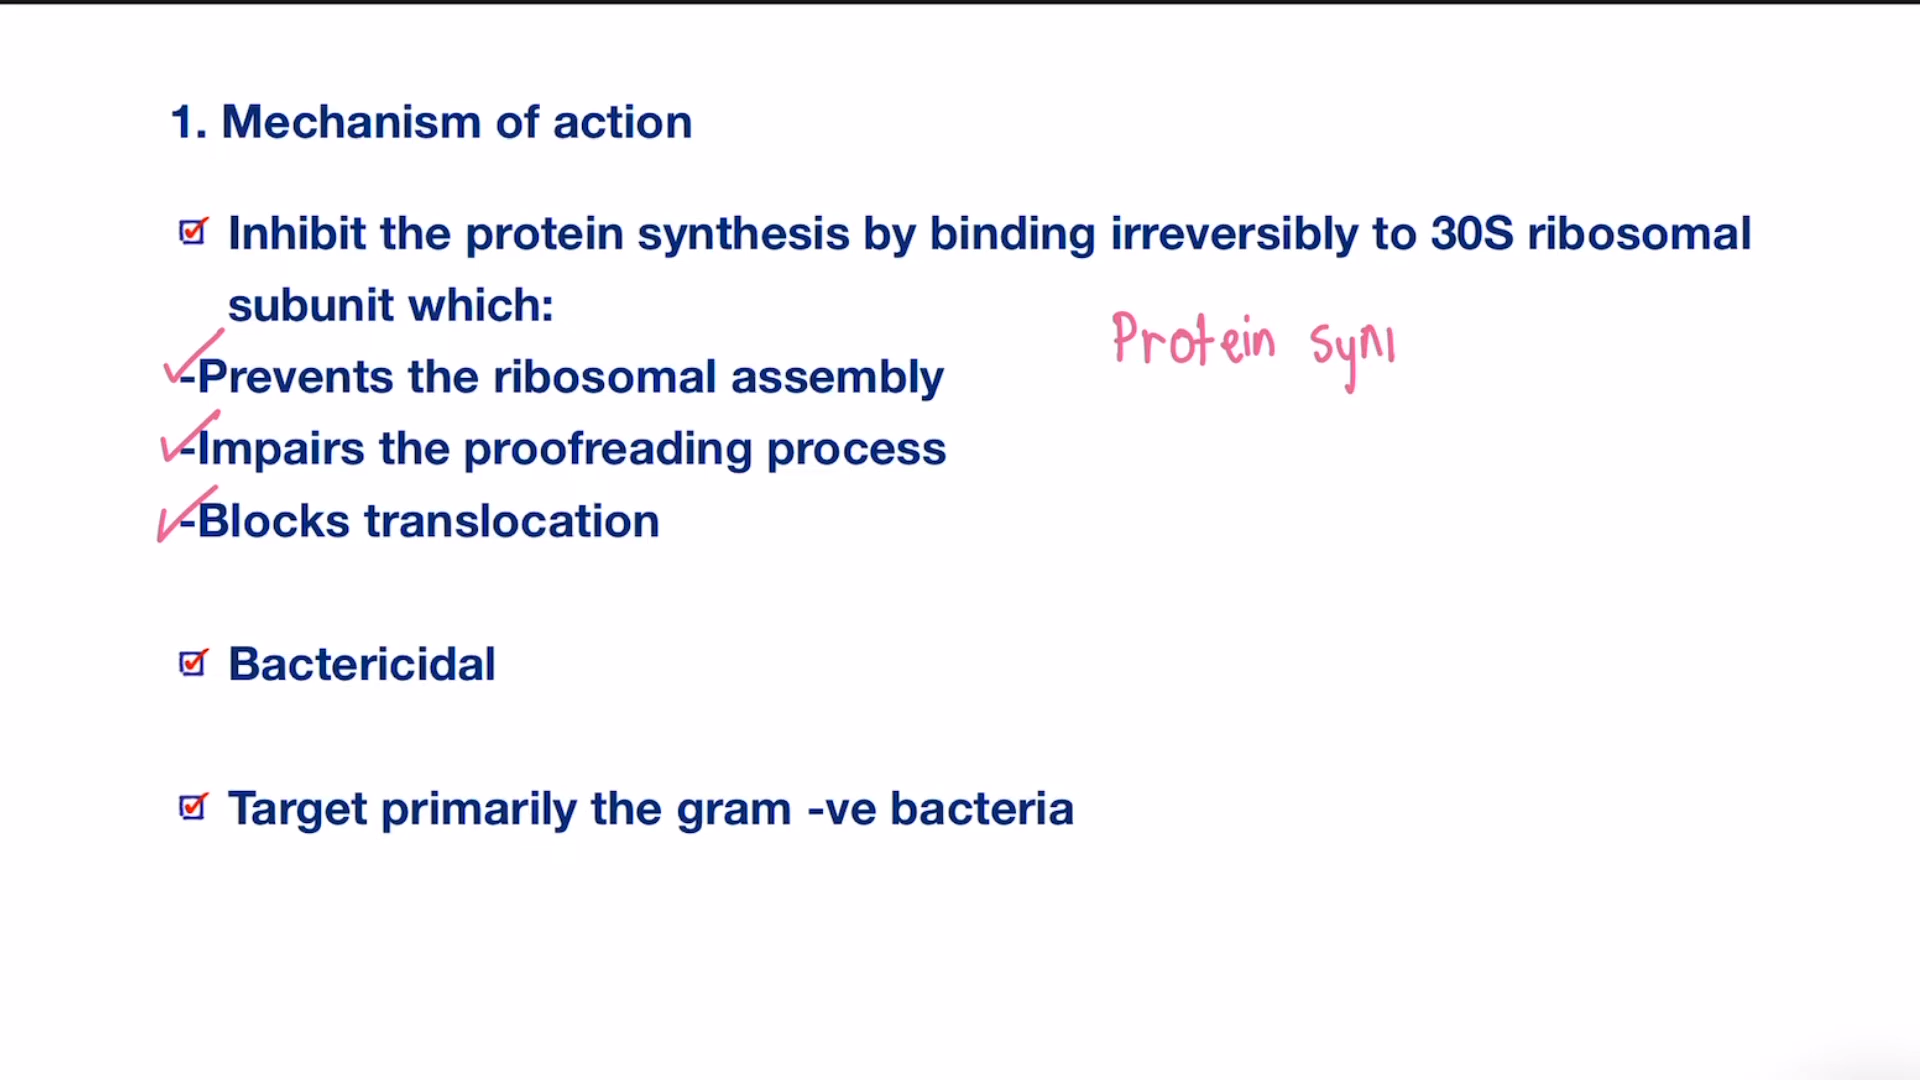 1. Mechanism of action
Inhibit the protein synthesis by binding irreversibly to 30S ribosomal
subunit which:
Protein syn
-Prevents the ribosomal assembly
-Impairs the proofreading process
-Blocks translocation
Bactericidal
Target primarily the gram -ve bacteria